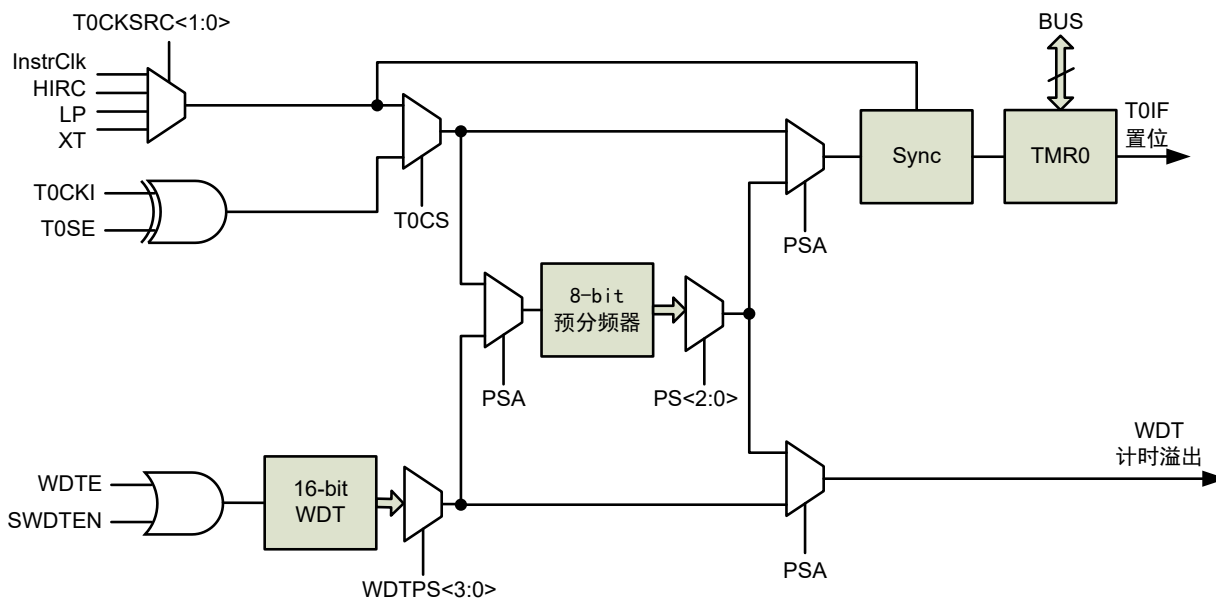 T0CKSRC<1:0>
BUS
InstrClk
HIRC
LP
XT
T0IF
置位
Sync
TMR0
T0CKI
T0SE
T0CS
PSA
8-bit
预分频器
PSA
PS<2:0>
WDT
计时溢出
WDTE
SWDTEN
16-bit
WDT
PSA
WDTPS<3:0>